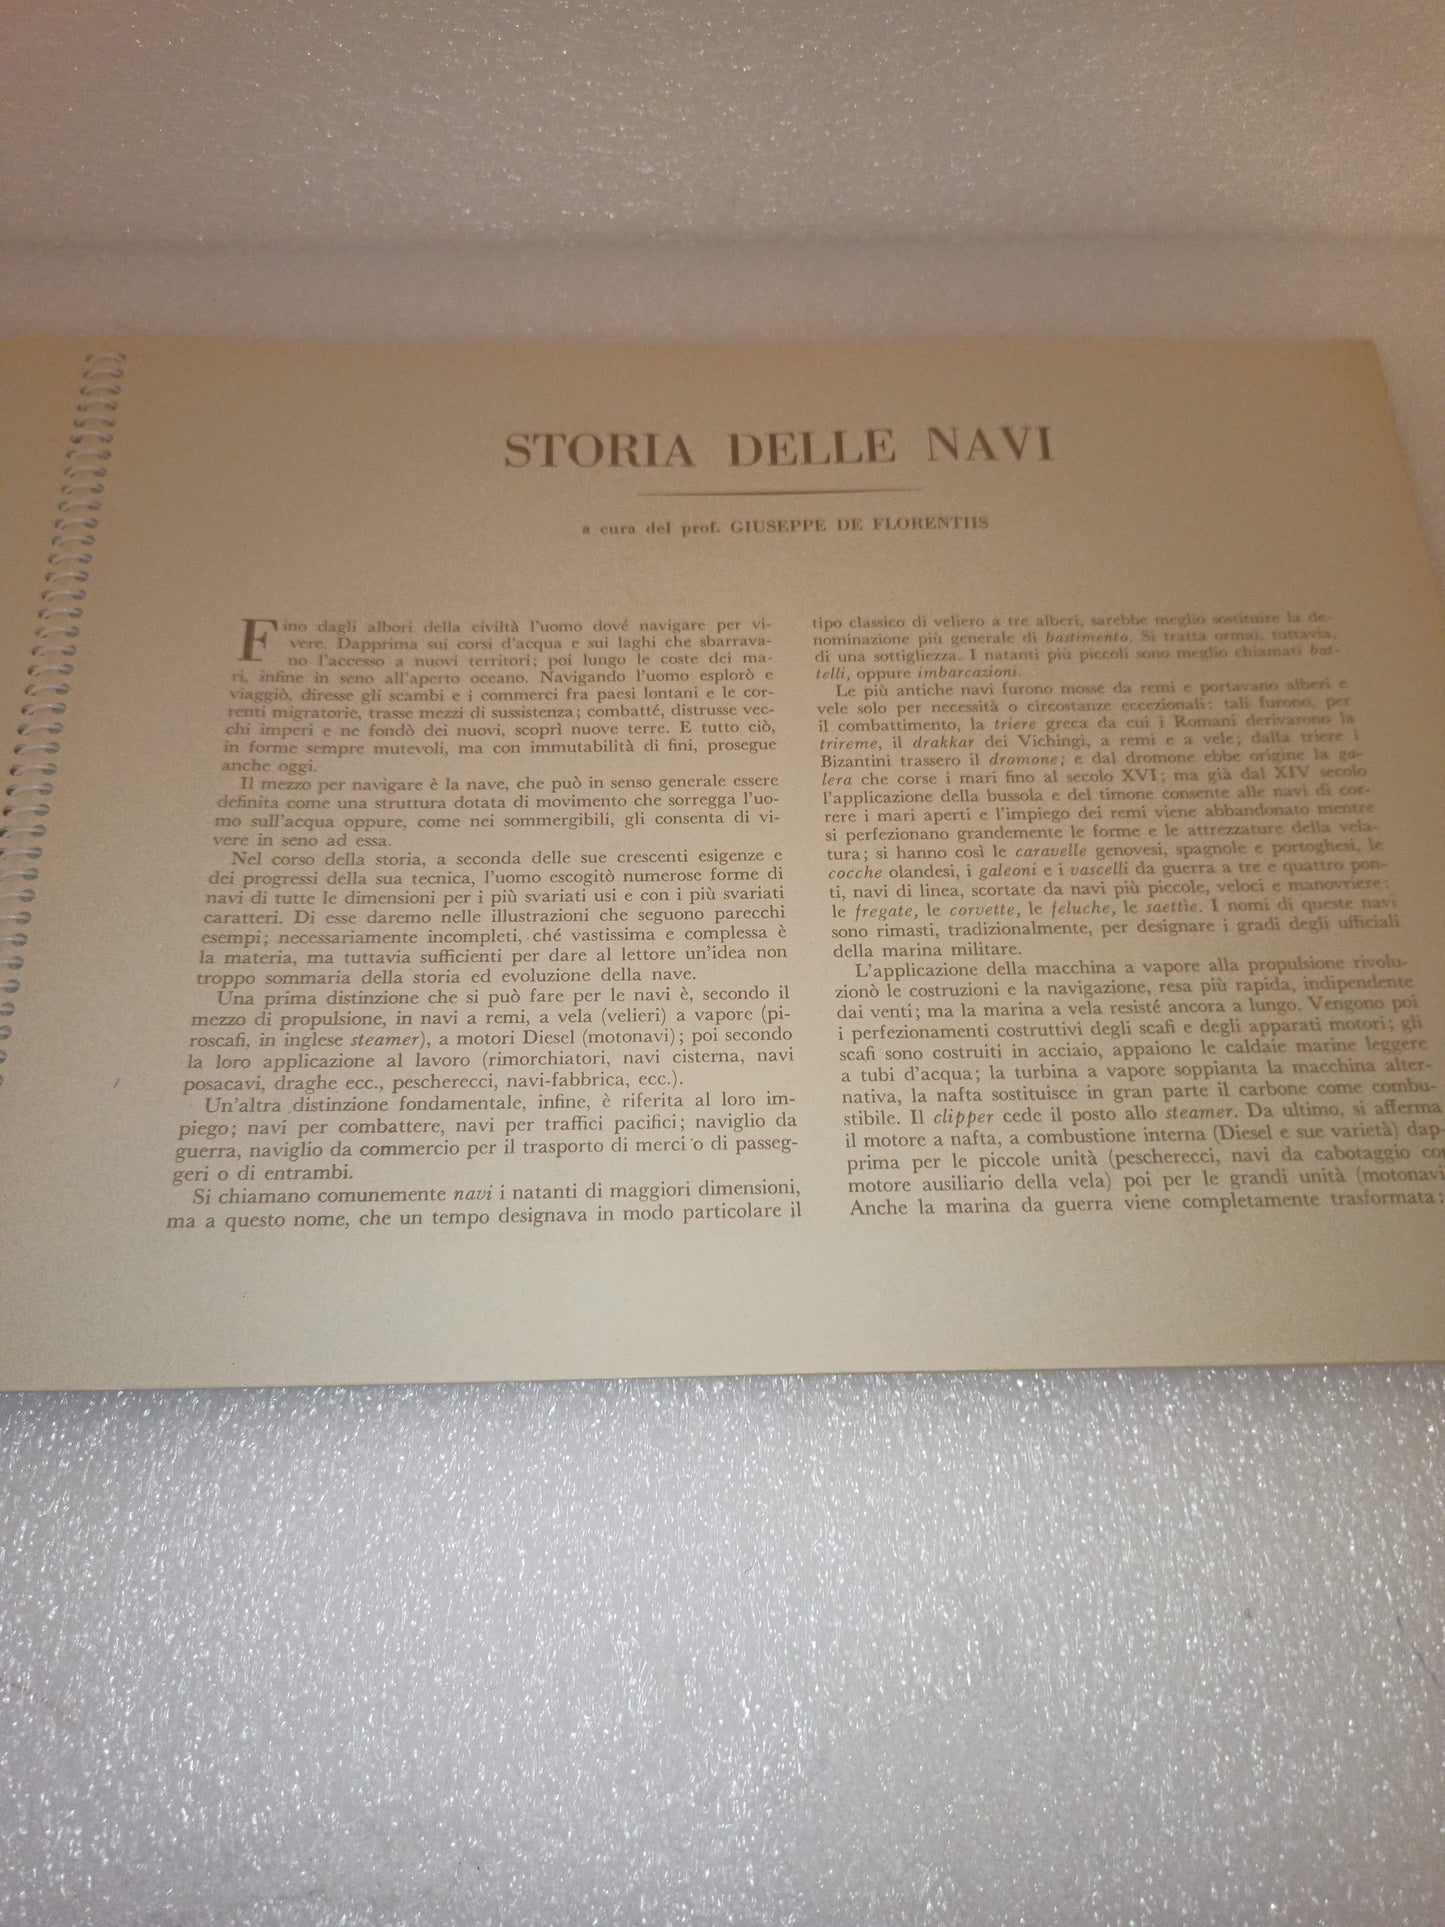 STORIA DELLE NAVI
a cura del prof. GIUSEPPE DE FLORENTIIS
Fino dagli albori della civiltà l'uomo dové navigare per vi-
vere. Dapprima sui corsi d'acqua e sui laghi che sbarrava-
no l'accesso a nuovi territori; poi lungo le coste dei ma-
ri, infine in seno all'aperto oceano. Navigando l'uomo esplorò e
viaggiò, diresse gli scambi e i commerci fra paesi lontani e le cor-
renti migratorie, trasse mezzi di sussistenza; combatté, distrusse vec-
chi imperi e ne fondò dei nuovi, scoprì nuove terre. E tutto ciò,
in forme sempre mutevoli, ma con immutabilità di fini, prosegue
anche oggi.
Il mezzo per navigare è la nave, che può in senso generale essere
definita come una struttura dotata di movimento che sorregga l'uo-
mo sull'acqua oppure, come nei sommergibili, gli consenta di vi-
vere in seno ad essa.
Nel corso della storia, a seconda delle sue crescenti esigenze e
dei progressi della sua tecnica, l'uomo escogitò numerose forme di
navi di tutte le dimensioni per i più svariati usi e con i più svariati
caratteri. Di esse daremo nelle illustrazioni che seguono parecchi
esempi; necessariamente incompleti, ché vastissima e complessa è
la materia, ma tuttavia sufficienti per dare al lettore un'idea non
troppo sommaria della storia ed evoluzione della nave.
Una prima distinzione che si può fare per le navi è, secondo il
mezzo di propulsione, in navi a remi, a vela (velieri) a vapore (pi-
roscafi, in inglese steamer), a motori Diesel (motonavi); poi secondo
la loro applicazione al lavoro (rimorchiatori, navi cisterna, navi
posacavi, draghe ecc., pescherecci, navi-fabbrica, ecc.).
Un'altra distinzione fondamentale, infine, è riferita al loro im-
piego; navi per combattere, navi per traffici pacifici; naviglio da
guerra, naviglio da commercio per il trasporto di merci o di passeg-
geri o di entrambi.
Si chiamano comunemente navi i natanti di maggiori dimensioni,
ma a questo nome, che un tempo designava in modo particolare il
tipo classico di veliero a tre alberi, sarebbe meglio sostituire la de-
nominazione più generale di bastimento. Si tratta ormai, tuttavia,
di una sottigliezza. I natanti più piccoli sono meglio chiamati bat-
telli, oppure imbarcazioni.
Le più antiche navi furono mosse da remi e portavano alberi e
vele solo per necessità o circostanze eccezionali: tali furono, per
il combattimento, la triere greca da cui i Romani derivarono la
trireme, il drakkar dei Vichingi, a remi e a vele; dalla triere i
Bizantini trassero il dromone; e dal dromone ebbe origine la ga-
lera che corse i mari fino al secolo XVI; ma già dal XIV secolo
l'applicazione della bussola e del timone consente alle navi di cor-
rere i mari aperti e l'impiego dei remi viene abbandonato mentre
si perfezionano grandemente le forme e le attrezzature della vela-
tura; si hanno così le caravelle genovesi, spagnole e portoghesi, le
cocche olandesi, i galeoni e i vascelli da guerra a tre e quattro pon-
ti, navi di linea, scortate da navi più piccole, veloci e manovriere:
le fregate, le corvette, le feluche, le saettìe. I nomi di queste navi
sono rimasti, tradizionalmente, per designare i gradi degli ufficiali
della marina militare.
L'applicazione della macchina a vapore alla propulsione rivolu-
zionò le costruzioni e la navigazione, resa più rapida, indipendente
dai venti; ma la marina a vela resisté ancora a lungo. Vengono poi
i perfezionamenti costruttivi degli scafi e degli apparati motori; gli
scafi sono costruiti in acciaio, appaiono le caldaie marine leggere
a tubi d'acqua; la turbina a vapore soppianta la macchina alter-
nativa, la nafta sostituisce in gran parte il carbone come combu-
stibile. Il clipper cede il posto allo steamer. Da ultimo, si afferma
il motore a nafta, a combustione interna (Diesel e sue varietà) dap-
prima per le piccole unità (pescherecci, navi da cabotaggio co
motore ausiliario della vela) poi per le grandi unità (motonavi
Anche la marina da guerra viene completamente trasformata: